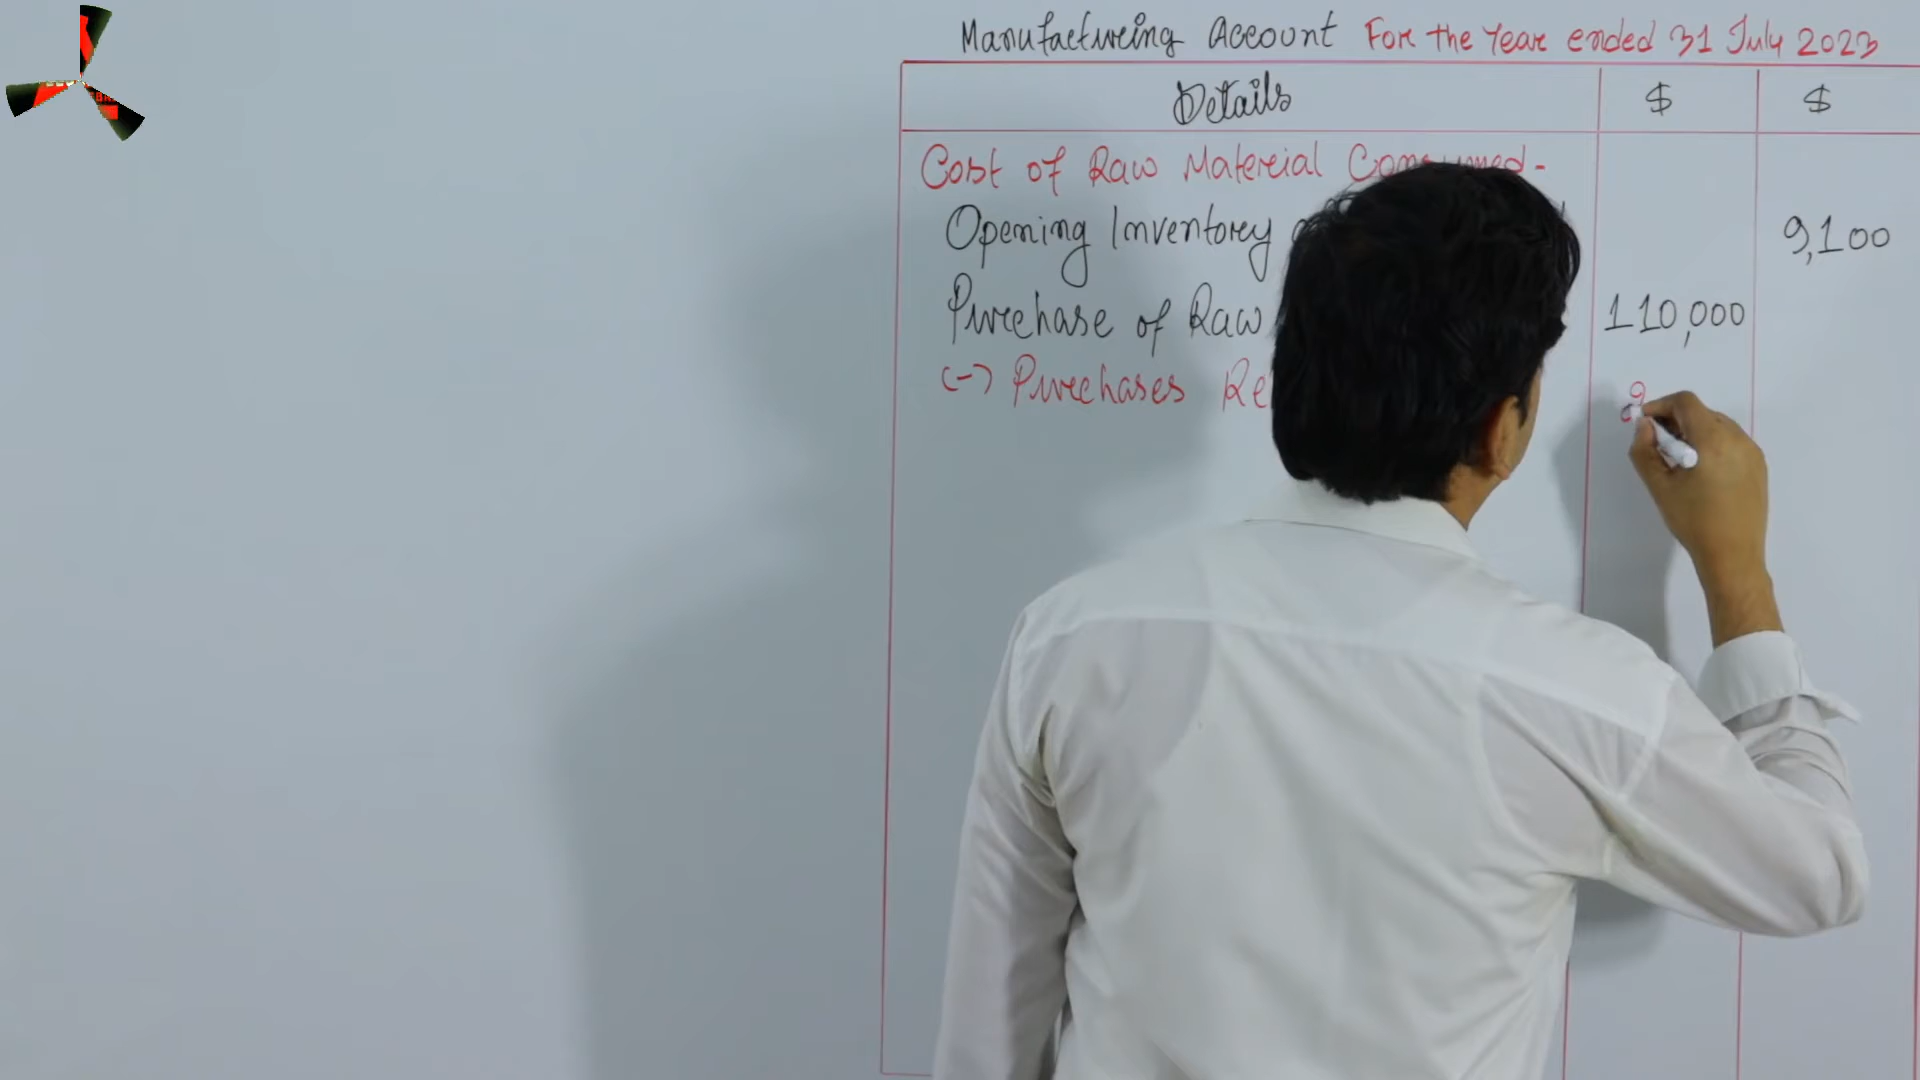 Manufacturing Account For the Year ended 31 July 2023
Details $ $
Cost of Raw Material Consumed-
Opening Inventory 9,100
Purchase of Raw 110,000
(-) Purchases